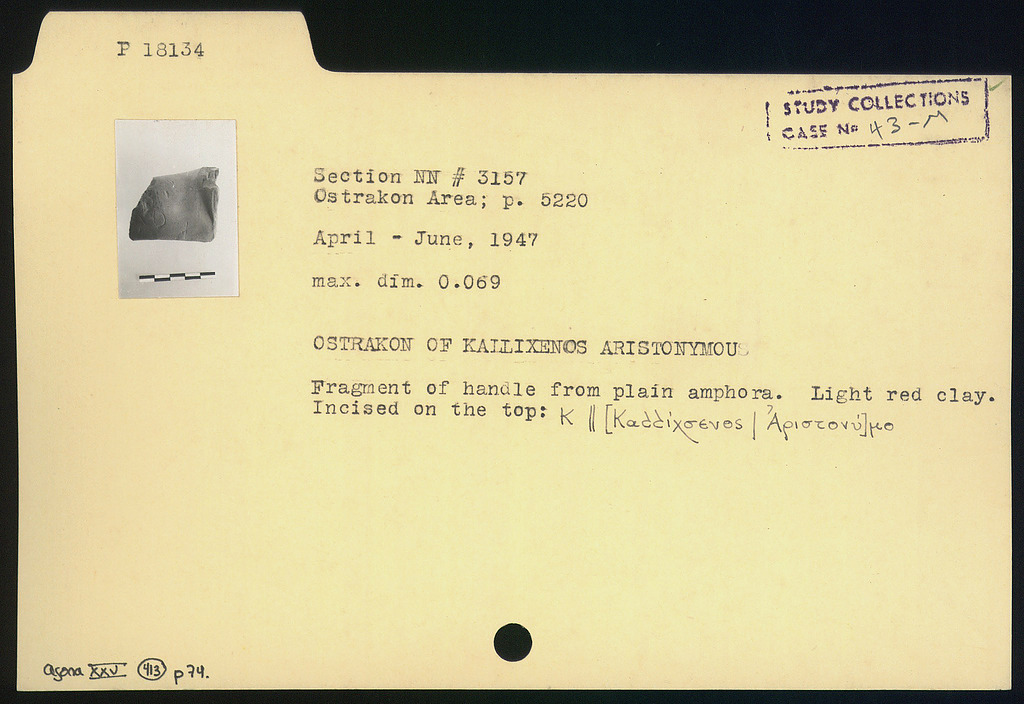 P 18134
STUDY COLLECTIONS
CASE Nº 43-M
Section NN # 3157
Ostrakon Area; p. 5220
April - June, 1947
max. dim. 0.069
OSTRAKON OF KALLIXENOS ARISTONYMOUS
Fragment of handle from plain amphora. Light red clay.
Incised on the top: Κ || [Καλλίχσενος | Ἀριστονύ]μο
Agora XXV 413 p74.